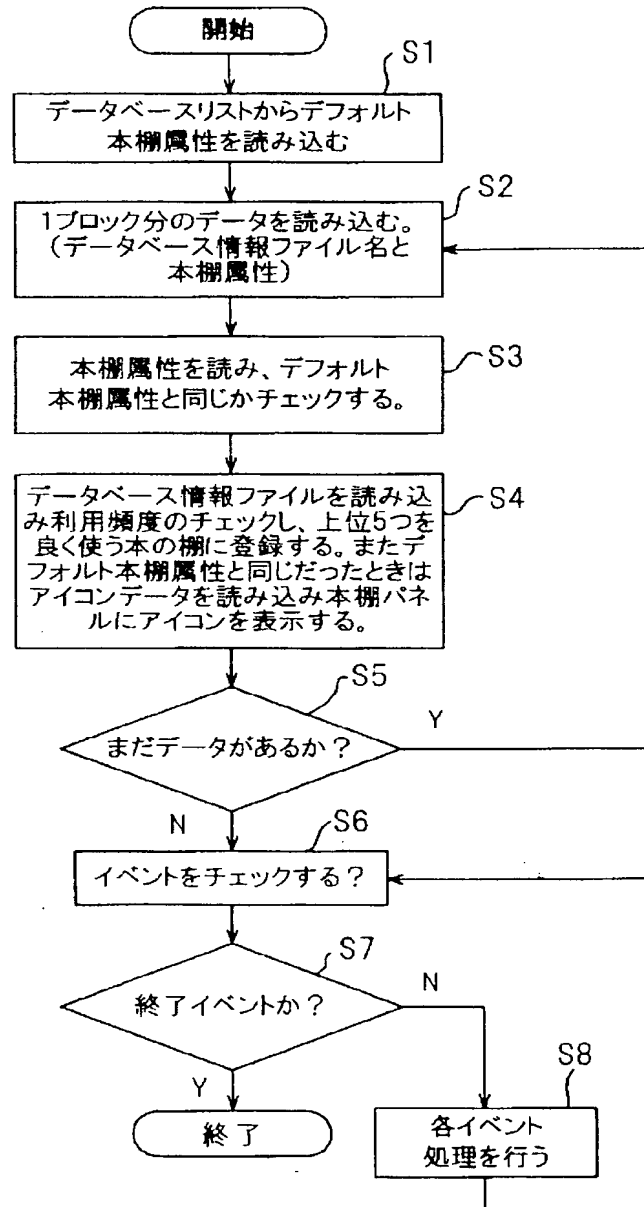 開始
S1
データベースリストからデフォルト
本棚属性を読み込む
S2
1ブロック分のデータを読み込む。
(データベース情報ファイル名と
本棚属性)
S3
本棚属性を読み、デフォルト
本棚属性と同じかチェックする。
S4
データベース情報ファイルを読み込
み利用頻度のチェックし、上位5つを
良く使う本の棚に登録する。またデ
フォルト本棚属性と同じだったときは
アイコンデータを読み込み本棚パネ
ルにアイコンを表示する。
S5
まだデータがあるか?
Y
N
S6
イベントをチェックする?
S7
終了イベントか?
N
Y
S8
終了
各イベント
処理を行う